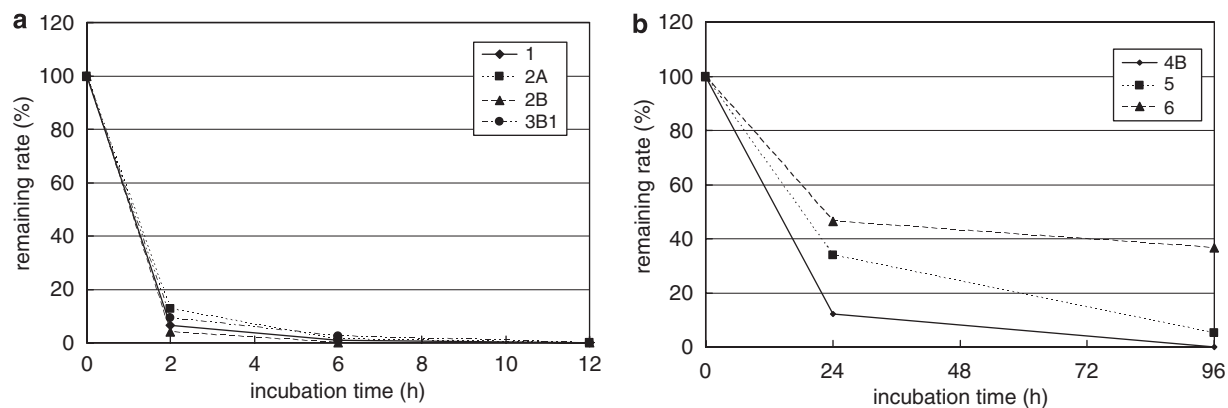 a
120
100
80
60
40
20
0
remaining rate (%)
1
2A
2B
3B1
0 2 4 6 8 10 12
incubation time (h)
b
120
100
80
60
40
20
0
remaining rate (%)
4B
5
6
0 24 48 72 96
incubation time (h)